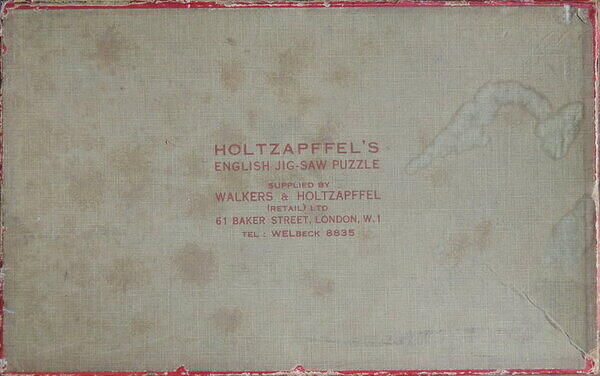 HOLTZAPFFEL'S
ENGLISH JIG-SAW PUZZLE
SUPPLIED BY
WALKERS & HOLTZAPFFEL
(RETAIL) LTD
61 BAKER STREET, LONDON, W.1
TEL : WELBECK 8835